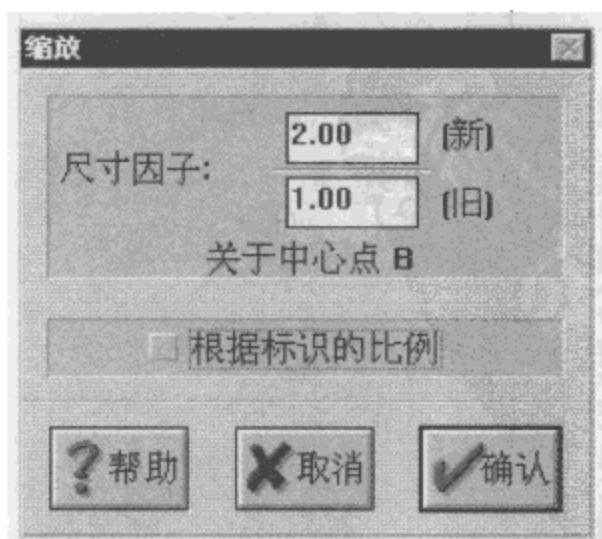 缩放
尺寸因子:
2.00 (新)
1.00 (旧)
关于中心点 B
根据标识的比例
? 帮助
取消
确认